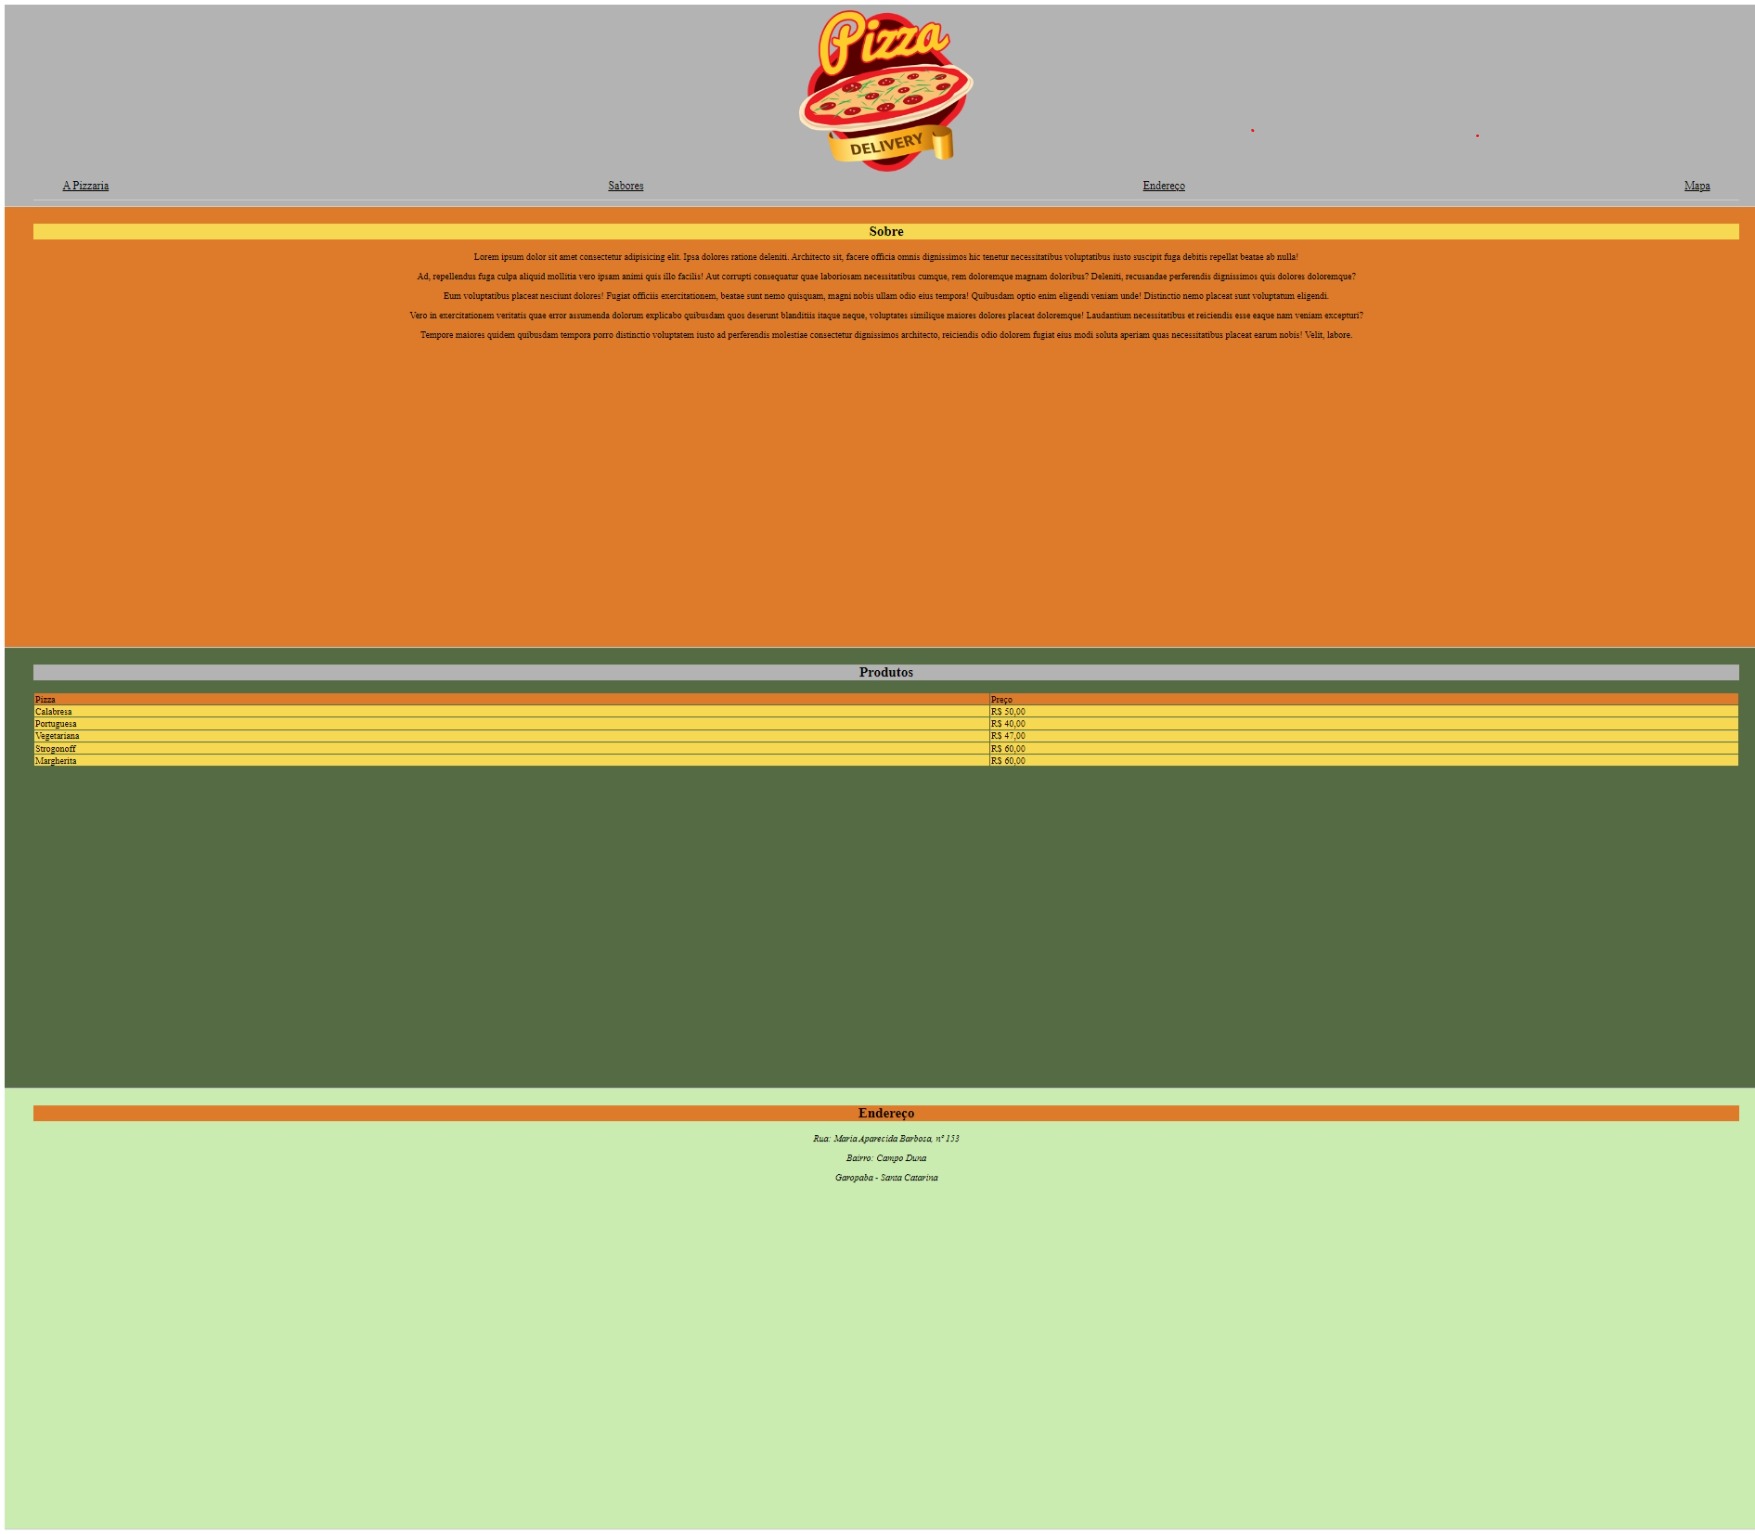 Pizza
DELIVERY
A Pizzaria Sabores Endereço Mapa
Sobre
Lorem ipsum dolor sit amet consectetur adipisicing elit. Ipsa dolores ratione deleniti. Architecto sit, facere officia omnis dignissimos hic tenetur necessitatibus voluptatibus iusto suscipit fuga debitis repellat beatae ab nulla!
Ad, repellendus fuga culpa aliquid mollitia vero ipsam animi quis illo facilis! Aut corrupti consequatur quae laboriosam necessitatibus cumque, rem doloremque magnam doloribus? Deleniti, recusandae perferendis dignissimos quis dolores doloremque?
Eum voluptatibus placeat nesciunt dolores! Fugiat officiis exercitationem, beatae sunt nemo quisquam, magni nobis ullam odio eius tempora! Quibusdam optio enim eligendi veniam unde! Distinctio nemo placeat sunt voluptatum eligendi.
Vero in exercitationem veritatis quae error assumenda dolorum explicabo quibusdam quos deserunt blanditiis itaque neque, voluptates similique maiores dolores placeat doloremque! Laudantium necessitatibus et reiciendis esse eaque nam veniam excepturi?
Tempore maiores quidem quibusdam tempora porro distinctio voluptatem iusto ad perferendis molestiae consectetur dignissimos architecto, reiciendis odio dolorem fugiat eius modi soluta aperiam quas necessitatibus placeat earum nobis! Velit, labore.
Produtos
Pizza Preço
Calabresa R$ 50,00
Portuguesa R$ 40,00
Vegetariana R$ 47,00
Strogonoff R$ 60,00
Margherita R$ 60,00
Endereço
Rua: Maria Aparecida Barbosa, nº 153
Bairro: Campo Duna
Garopaba - Santa Catarina